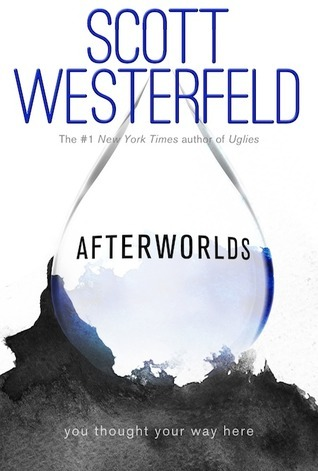 SCOTT
WESTERFELD
The #1 New York Times author of Uglies
AFTERWORLDS
you thought your way here